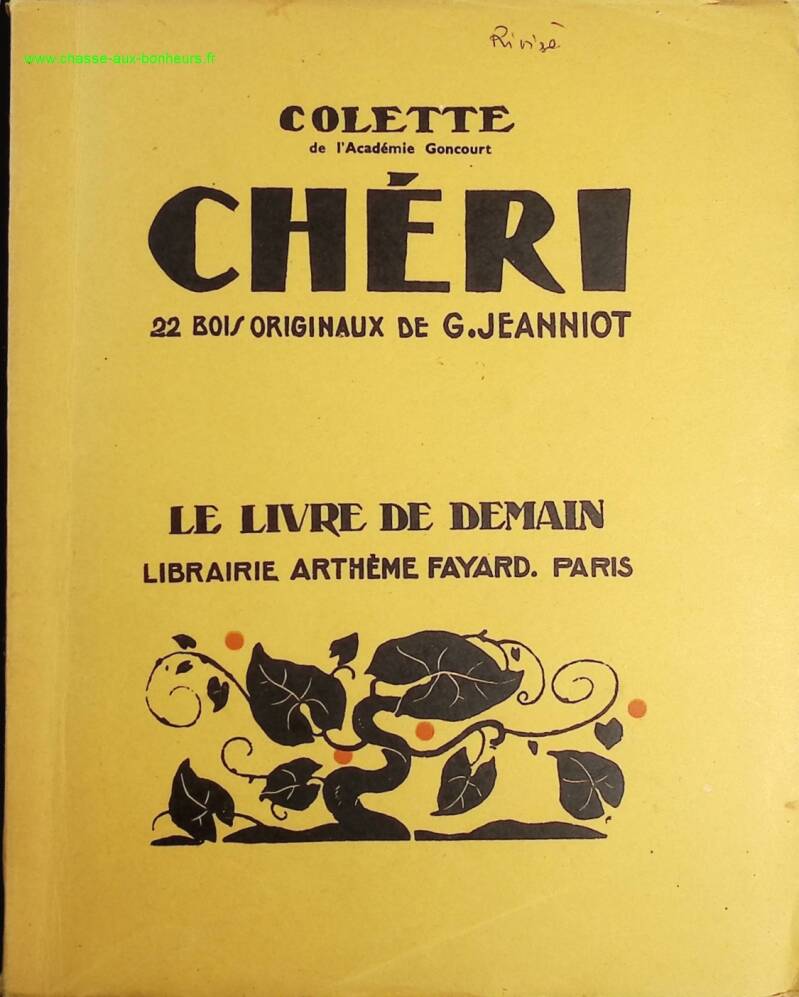 www.chasse-aux-bonheurs.fr
COLETTE
de l'Académie Goncourt
CHÉRI
22 BOIS ORIGINAUX DE G.JEANNIOT
LE LIVRE DE DEMAIN
LIBRAIRIE ARTHÈME FAYARD. PARIS